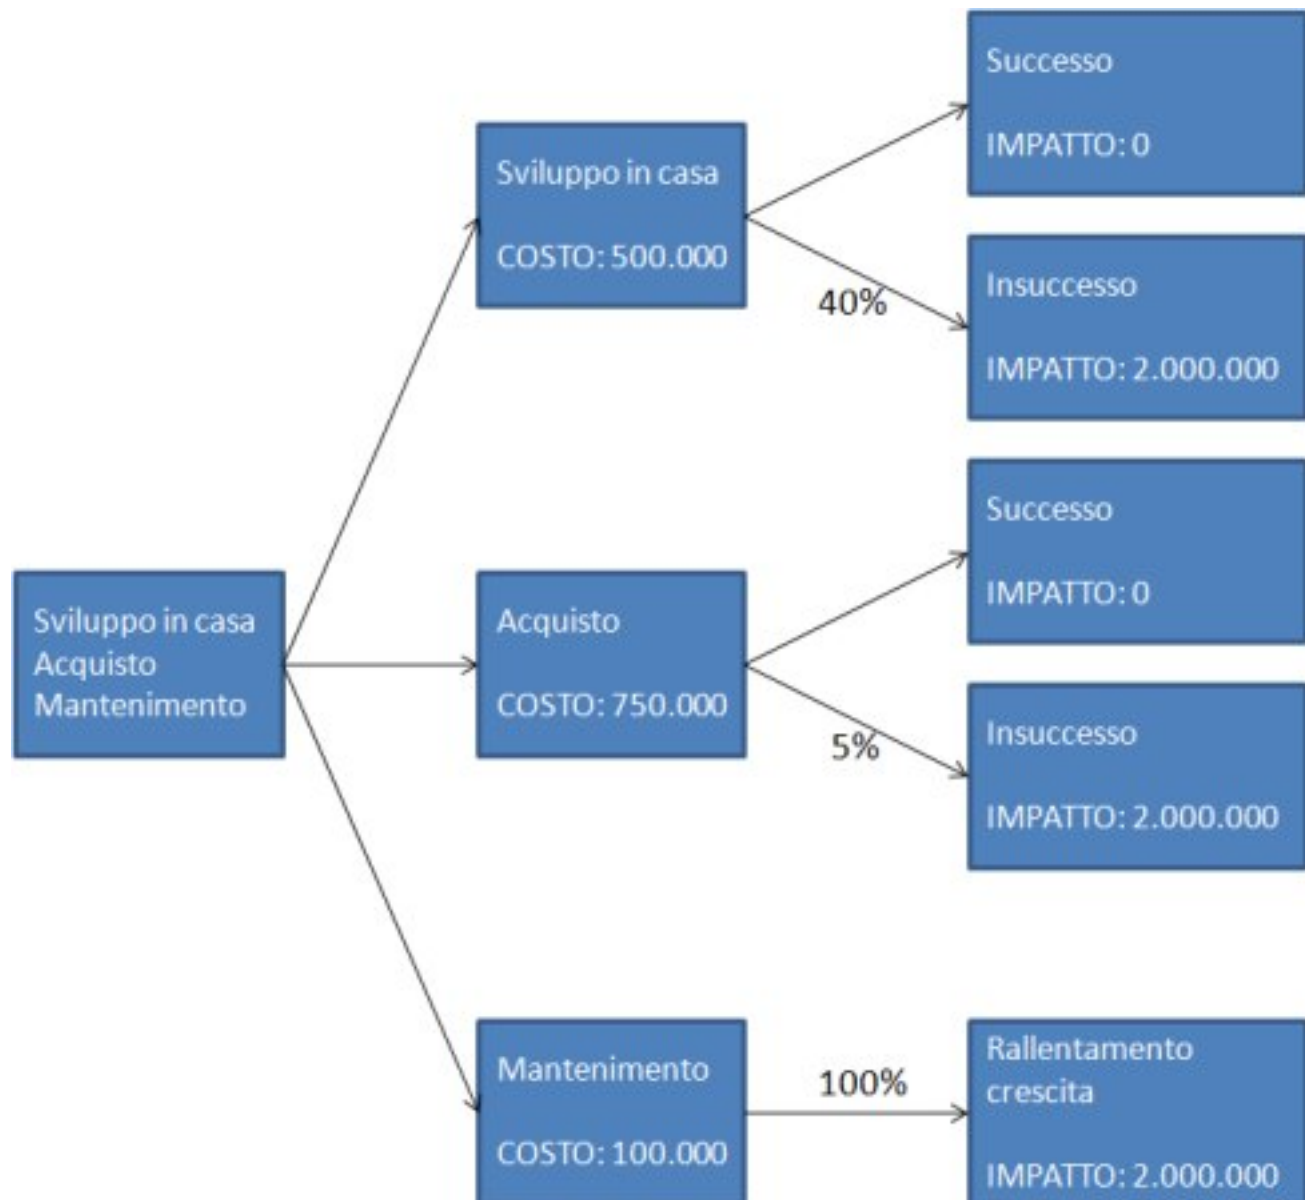 Successo
IMPATTO: 0
Sviluppo in casa
COSTO: 500.000
40%
Insuccesso
IMPATTO: 2.000.000
Successo
IMPATTO: 0
Sviluppo in casa
Acquisto
Mantenimento
Acquisto
COSTO: 750.000
5%
Insuccesso
IMPATTO: 2.000.000
Mantenimento
COSTO: 100.000
100%
Rallentamento
crescita
IMPATTO: 2.000.000